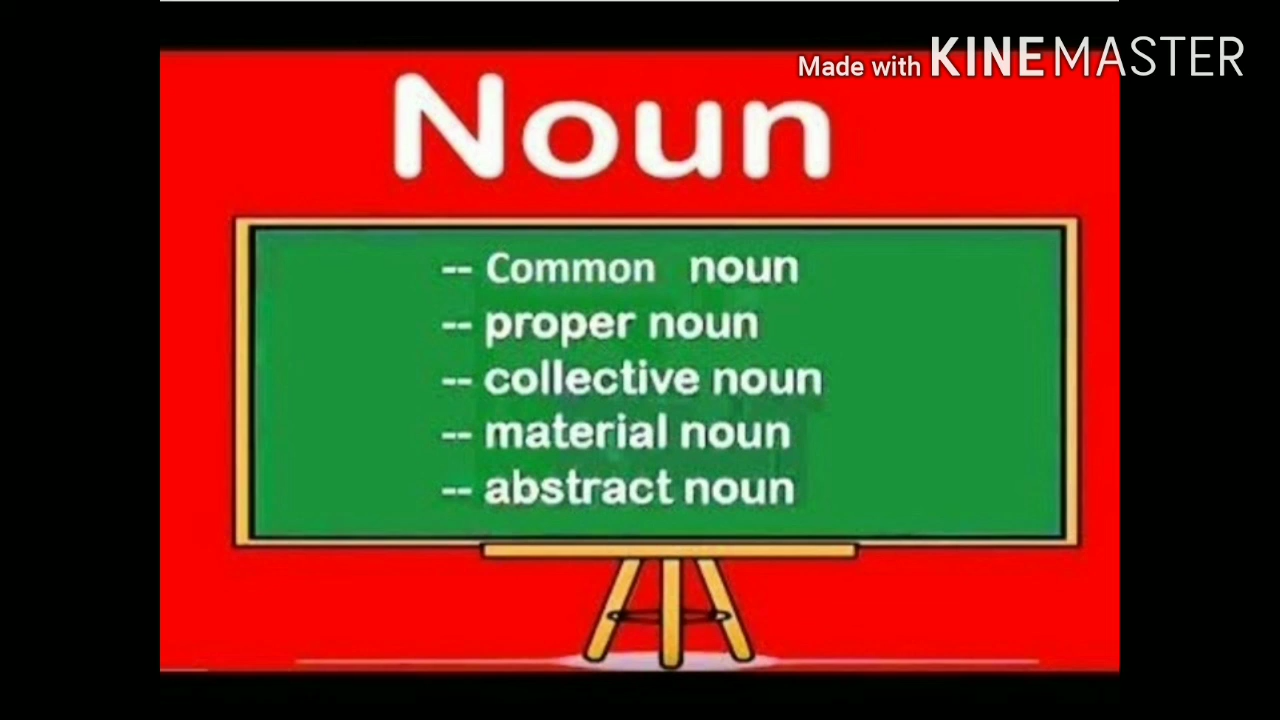 Made with KINEMASTER
Noun
-- Common noun
-- proper noun
-- collective noun
-- material noun
-- abstract noun